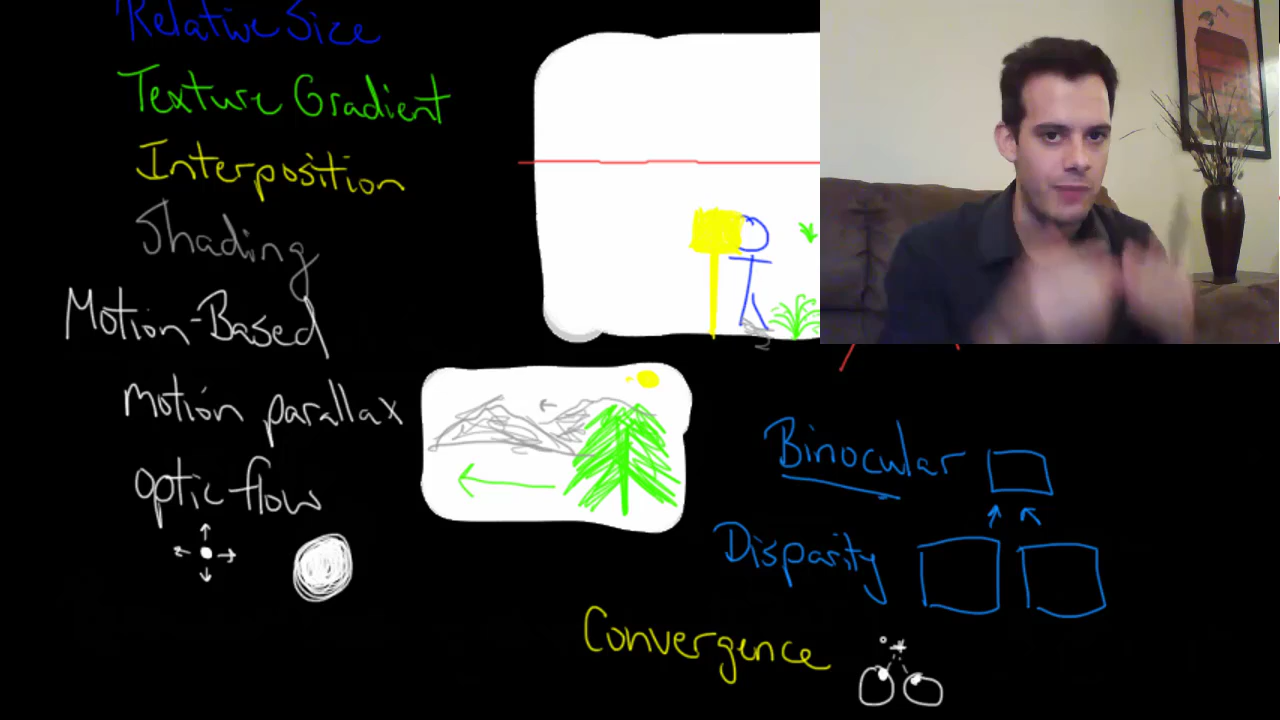 Relative Size
Texture Gradient
Interposition
Shading
Motion-Based
motion parallax
optic flow
Binocular
Disparity
Convergence